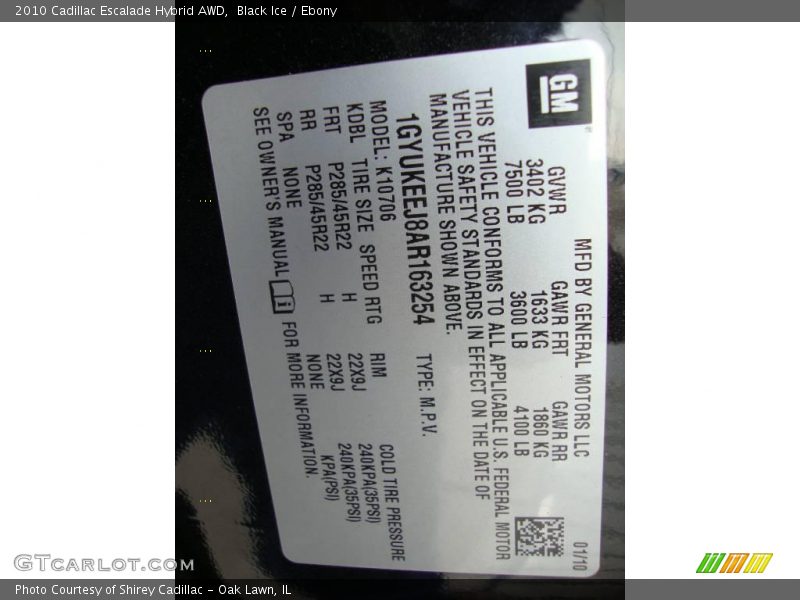 2010 Cadillac Escalade Hybrid AWD,  Black Ice / Ebony
GM
MFD BY GENERAL MOTORS LLC 01/10
GVWR GAWR FRT GAWR RR
3402 KG 1633 KG 1860 KG
7500 LB 3600 LB 4100 LB
THIS VEHICLE CONFORMS TO ALL APPLICABLE U.S. FEDERAL MOTOR
VEHICLE SAFETY STANDARDS IN EFFECT ON THE DATE OF
MANUFACTURE SHOWN ABOVE.
1GYUKEEJ8AR163254 TYPE: M.P.V.
MODEL: K10706
KDBL TIRE SIZE SPEED RTG RIM COLD TIRE PRESSURE
FRT P285/45R22 H 22X9J 240KPA(35PSI)
RR P285/45R22 H 22X9J 240KPA(35PSI)
SPA NONE NONE KPA(PSI)
SEE OWNER'S MANUAL i FOR MORE INFORMATION.
GTcarlot.com
Photo Courtesy of Shirey Cadillac - Oak Lawn, IL